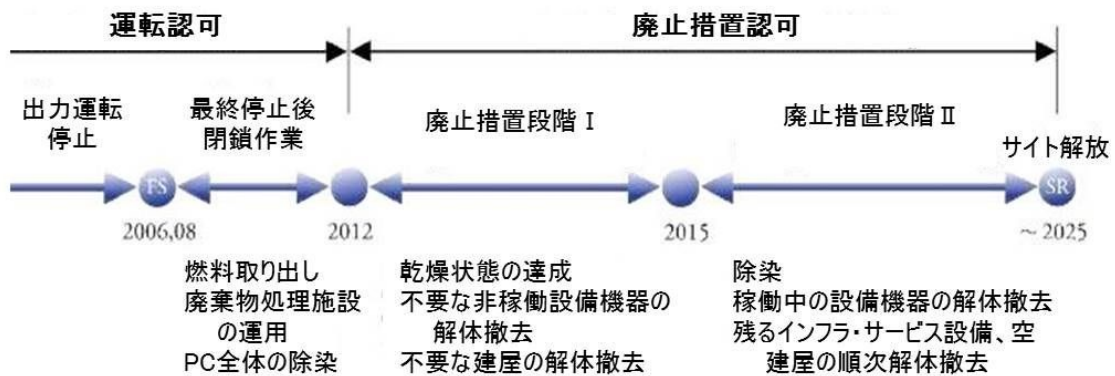 運転認可
廃止措置認可
出力運転
停止
最終停止後
閉鎖作業
廃止措置段階Ⅰ
廃止措置段階Ⅱ
サイト解放
FS
SR
2006,08
2012
2015
～2025
燃料取り出し
廃棄物処理施設
の運用
PC全体の除染
乾燥状態の達成
不要な非稼働設備機器の
解体撤去
不要な建屋の解体撤去
除染
稼働中の設備機器の解体撤去
残るインフラ・サービス設備、空
建屋の順次解体撤去